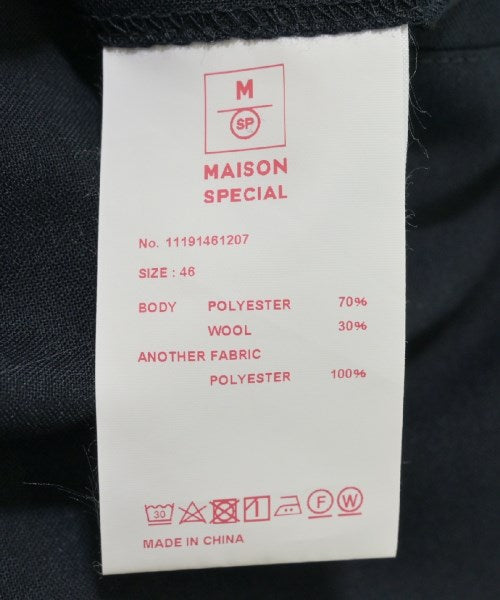 M
SP
MAISON
SPECIAL
No. 11191461207
SIZE : 46
BODY POLYESTER 70%
WOOL 30%
ANOTHER FABRIC
POLYESTER 100%
30 F W
MADE IN CHINA